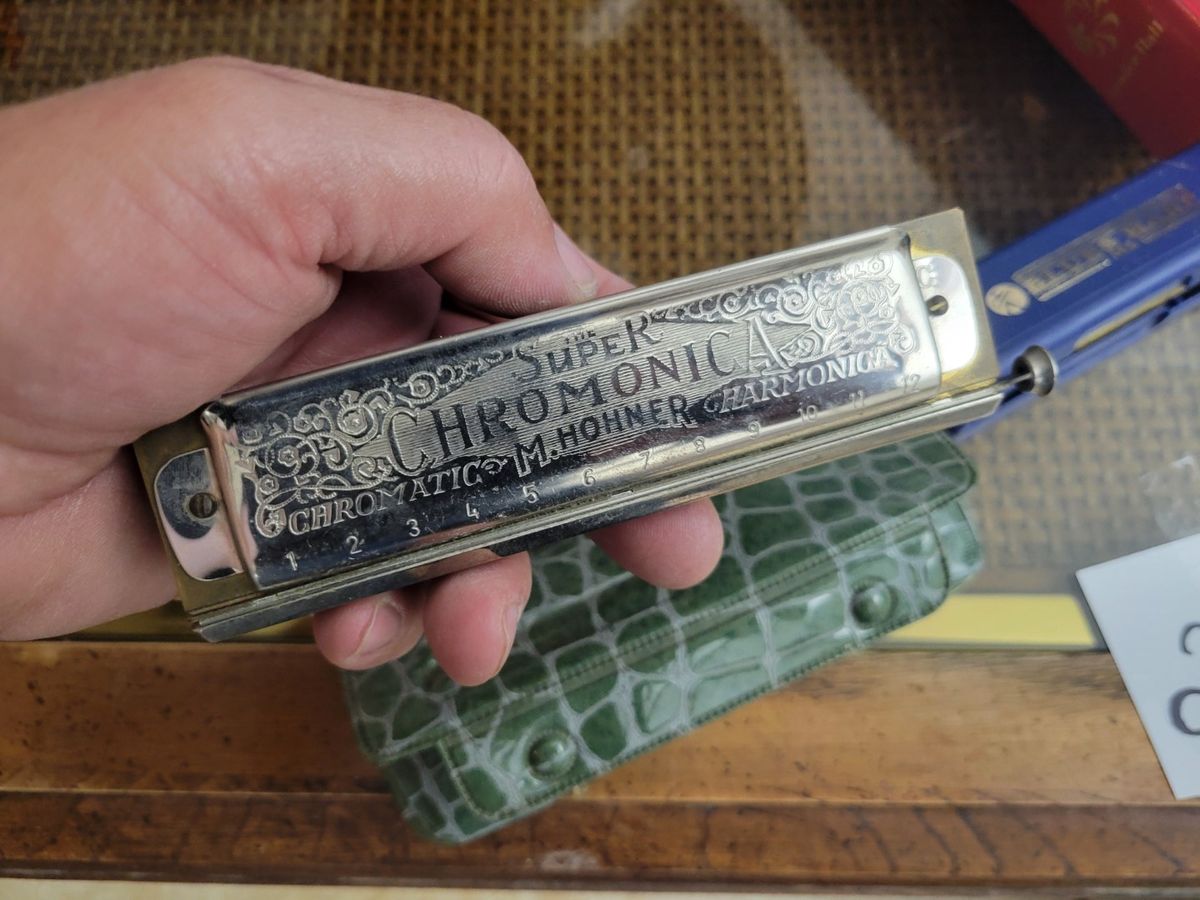 THE
SUPER
CHROMONICA
CHROMATIC M. HOHNER HARMONICA
1 2 3 4 5 6 7 8 9 10 11 12
C